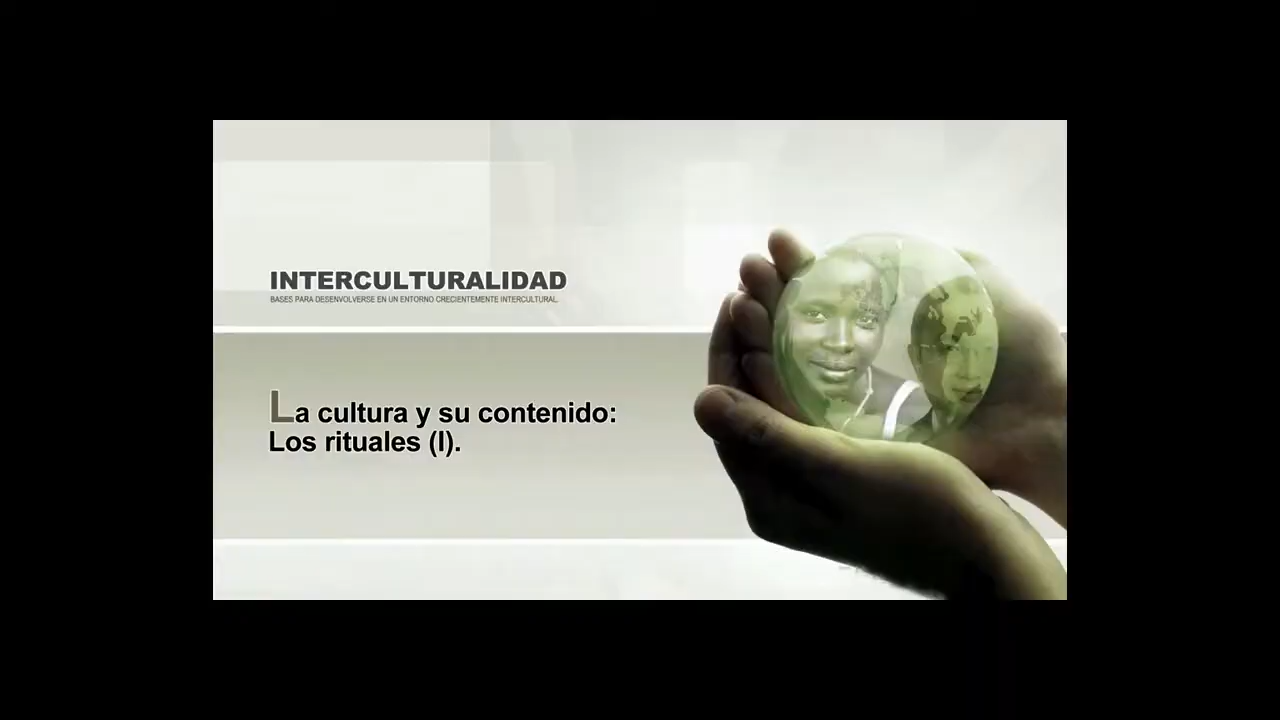 INTERCULTURALIDAD
BASES PARA DESENVOLVERSE EN UN ENTORNO CRECIENTEMENTE INTERCULTURAL.
La cultura y su contenido:
Los rituales (I).